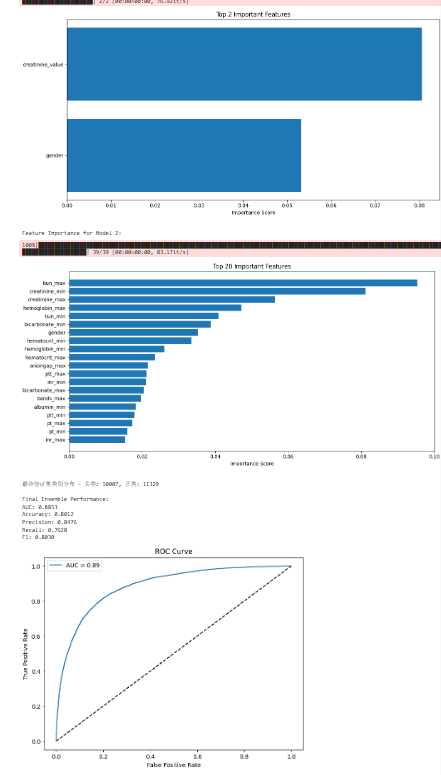 2/2 [00:00:00:00, 76.92it/s]
Top 2 Important Features
creatinine_value
gender
0.00 0.01 0.02 0.03 0.04 0.05 0.06 0.07 0.08
Importance Score
Feature Importance for Model 2:
100%
39/39 [00:00:00:00, 83.17it/s]
Top 20 Important Features
bun_max
creatinine_min
creatinine_max
hemoglobin_max
bun_min
bicarbonate_min
gender
hematocrit_min
hemoglobin_min
hematocrit_max
aniongap_max
ptt_max
inr_min
bicarbonate_max
bands_max
albumin_min
ptt_min
pt_max
pt_min
inr_max
0.00 0.02 0.04 0.06 0.08 0.10
Importance Score
最终验证集类别分布 - 负类: 10007, 正类: 11329
Final Ensemble Performance:
AUC: 0.8853
Accuracy: 0.8012
Precision: 0.8476
Recall: 0.7628
F1: 0.8030
ROC Curve
AUC = 0.89
True Positive Rate
1.0
0.8
0.6
0.4
0.2
0.0
0.0 0.2 0.4 0.6 0.8 1.0
False Positive Rate